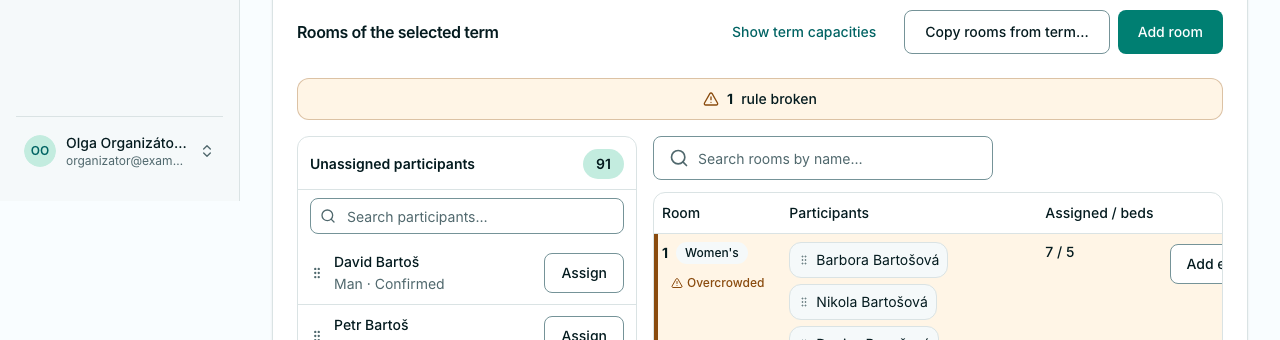 Rooms of the selected term
Show term capacities
Copy rooms from term...
Add room
1 rule broken
OO
Olga Organizáto...
organizator@exam...
Unassigned participants
91
Search participants...
David Bartoš
Man · Confirmed
Assign
Petr Bartoš
Assign
Search rooms by name...
Room
Participants
Assigned / beds
1 Women's
Overcrowded
Barbora Bartošová
Nikola Bartošová
7 / 5
Add